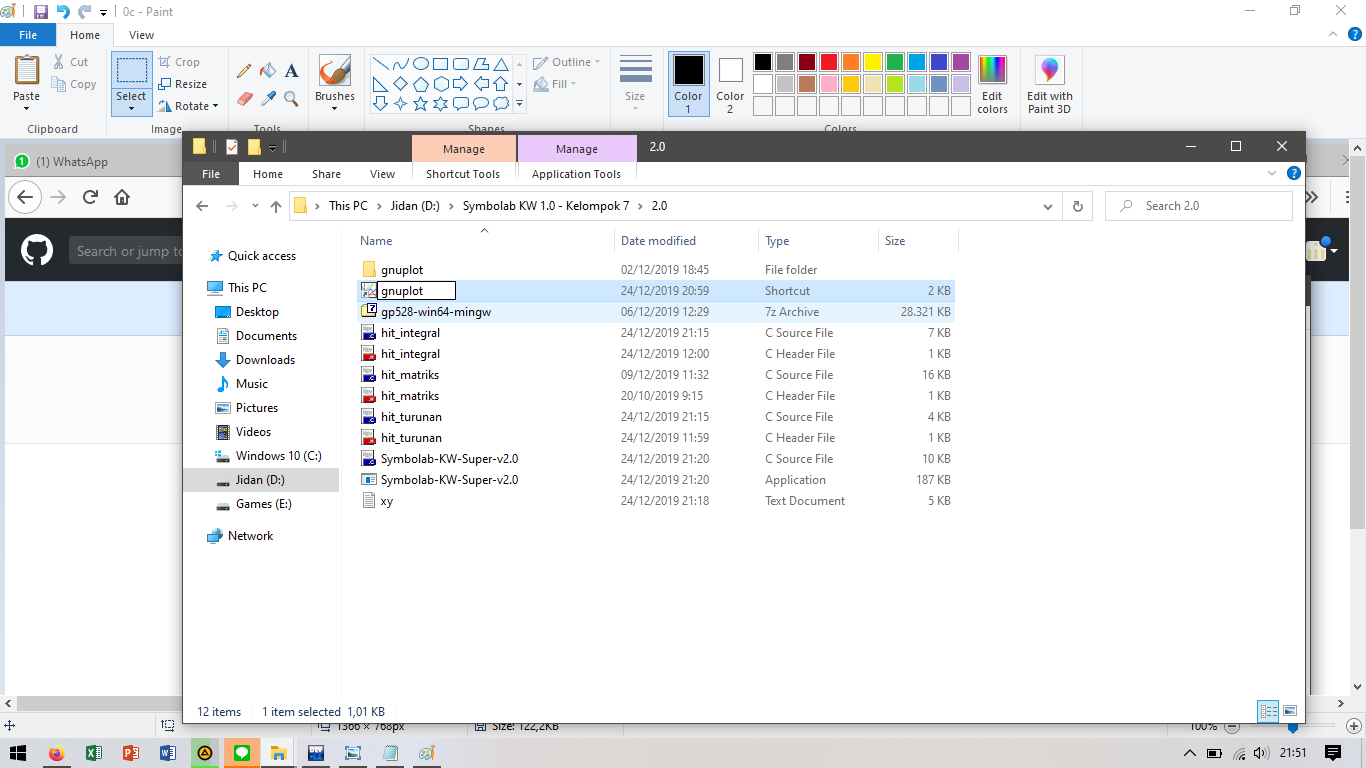 0c - Paint
File Home View
Paste
Cut
Copy
Clipboard
Select
Crop
Resize
Rotate
Image
Tools
Brushes
Shapes
Outline
Fill
Size
Color 1
Color 2
Colors
Edit colors
Edit with Paint 3D
(1) WhatsApp
Search or jump to
Manage Manage 2.0
File Home Share View Shortcut Tools Application Tools
This PC Jidan (D:) Symbolab KW 1.0 - Kelompok 7 2.0
Search 2.0
Quick access
This PC
Desktop
Documents
Downloads
Music
Pictures
Videos
Windows 10 (C:)
Jidan (D:)
Games (E:)
Network
Name Date modified Type Size
gnuplot 02/12/2019 18:45 File folder
gnuplot 24/12/2019 20:59 Shortcut 2 KB
gp528-win64-mingw 06/12/2019 12:29 7z Archive 28.321 KB
hit_integral 24/12/2019 21:15 C Source File 7 KB
hit_integral 24/12/2019 12:00 C Header File 1 KB
hit_matriks 09/12/2019 11:32 C Source File 16 KB
hit_matriks 20/10/2019 9:15 C Header File 1 KB
hit_turunan 24/12/2019 21:15 C Source File 4 KB
hit_turunan 24/12/2019 11:59 C Header File 1 KB
Symbolab-KW-Super-v2.0 24/12/2019 21:20 C Source File 10 KB
Symbolab-KW-Super-v2.0 24/12/2019 21:20 Application 187 KB
xy 24/12/2019 21:18 Text Document 5 KB
12 items 1 item selected 1,01 KB
1366 × 768px Size: 122,2KB 100%
21:51